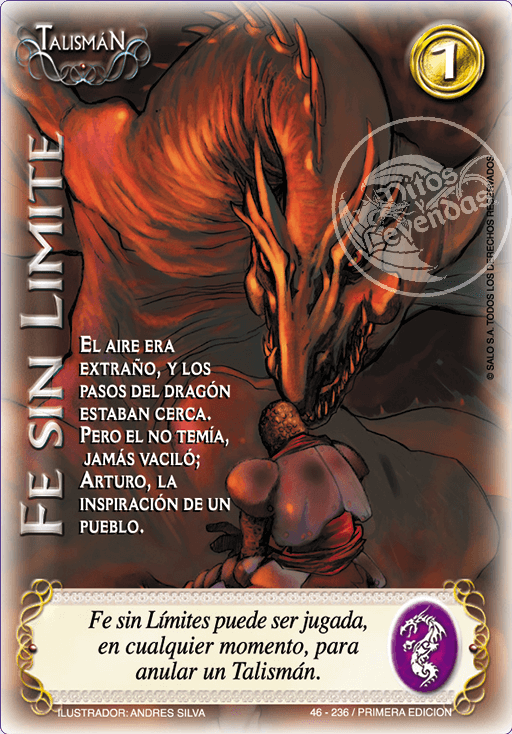 TALISMÁN
1
Mitos
y
Leyendas
FE SIN LIMITE
© SALO S.A. TODOS LOS DERECHOS RESERVADOS
EL AIRE ERA
EXTRAÑO, Y LOS
PASOS DEL DRAGÓN
ESTABAN CERCA.
PERO EL NO TEMÍA,
JAMÁS VACILÓ;
ARTURO, LA
INSPIRACIÓN DE UN
PUEBLO.
Fe sin Límites puede ser jugada,
en cualquier momento, para
anular un Talismán.
ILUSTRADOR: ANDRES SILVA
46 - 236 / PRIMERA EDICION